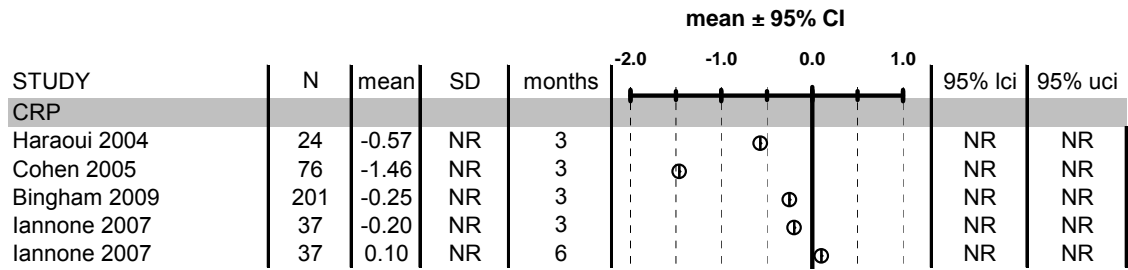 mean ± 95% CI
-2.0 -1.0 0.0 1.0
STUDY N mean SD months 95% lci 95% uci
CRP
Haraoui 2004 24 -0.57 NR 3 NR NR
Cohen 2005 76 -1.46 NR 3 NR NR
Bingham 2009 201 -0.25 NR 3 NR NR
Iannone 2007 37 -0.20 NR 3 NR NR
Iannone 2007 37 0.10 NR 6 NR NR